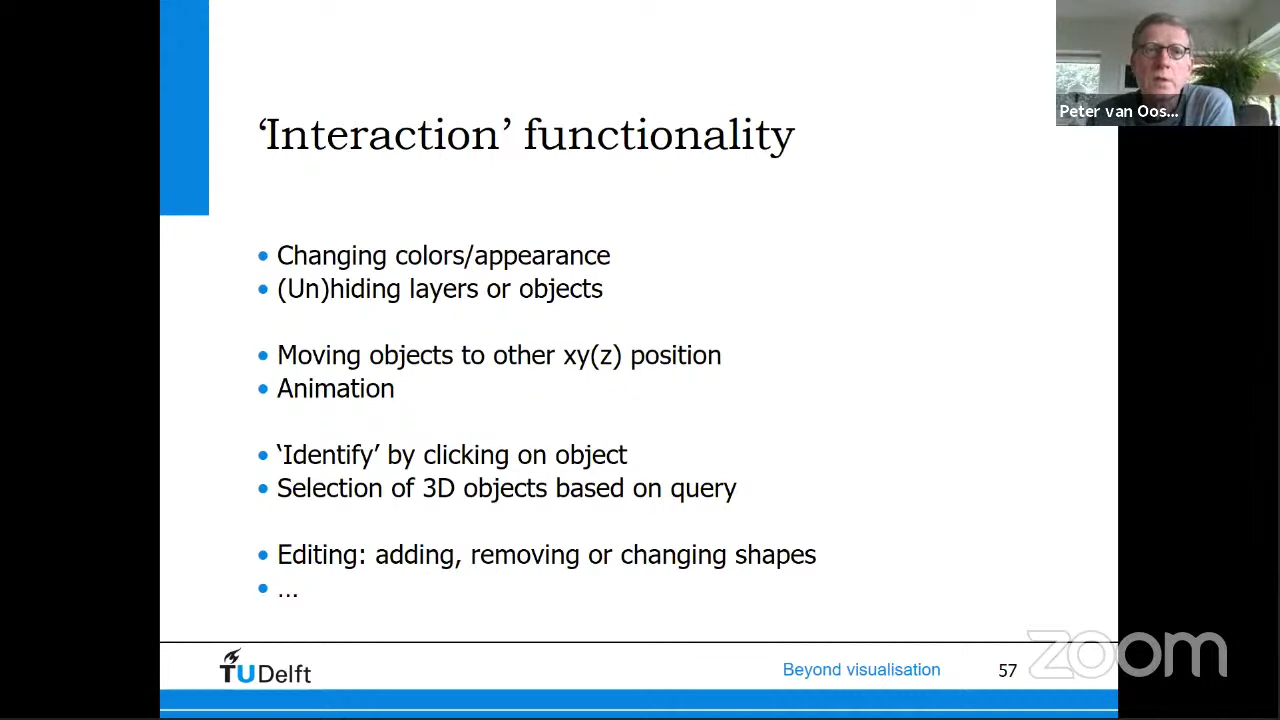 Peter van Oos...
‘Interaction’ functionality
• Changing colors/appearance
• (Un)hiding layers or objects
• Moving objects to other xy(z) position
• Animation
• ‘Identify’ by clicking on object
• Selection of 3D objects based on query
• Editing: adding, removing or changing shapes
• ...
TUDelft
Beyond visualisation
57
zoom